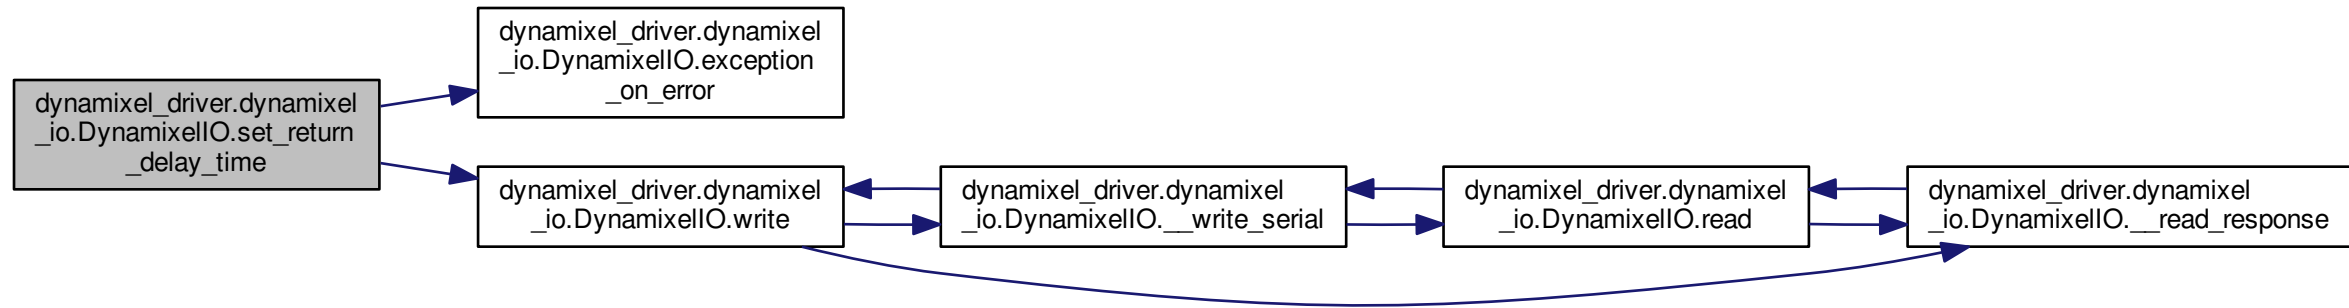 dynamixel_driver.dynamixel
_io.DynamixelIO.set_return
_delay_time
dynamixel_driver.dynamixel
_io.DynamixelIO.exception
_on_error
dynamixel_driver.dynamixel
_io.DynamixelIO.write
dynamixel_driver.dynamixel
_io.DynamixelIO.__write_serial
dynamixel_driver.dynamixel
_io.DynamixelIO.read
dynamixel_driver.dynamixel
_io.DynamixelIO.__read_response